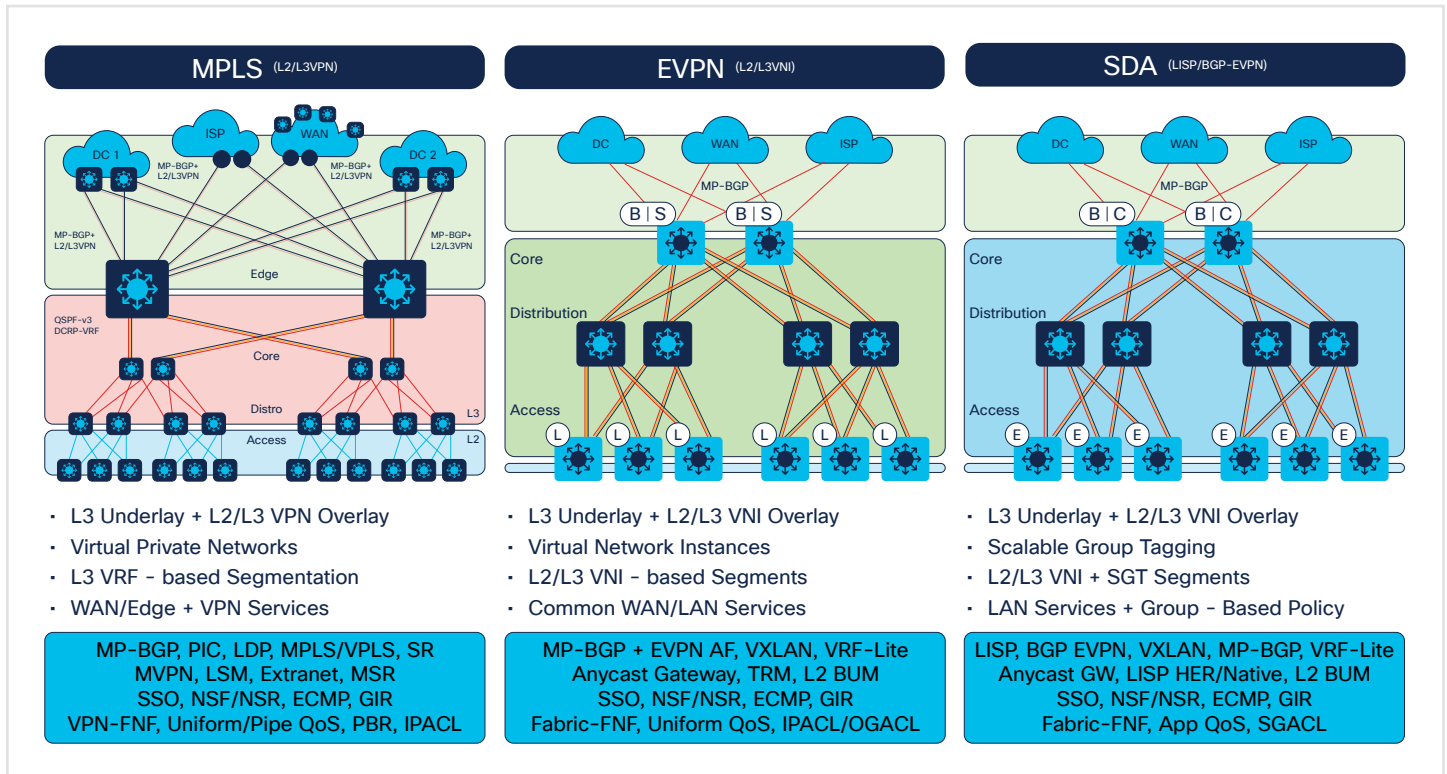 MPLS (L2/L3VPN)
DC 1
ISP
WAN
DC 2
MP-BGP+
L2/L3VPN
MP-BGP+
L2/L3VPN
MP-BGP+
L2/L3VPN
MP-BGP+
L2/L3VPN
Edge
QSPF-v3
DCRP-VRF
Core
Distro
L3
Access
L2
· L3 Underlay + L2/L3 VPN Overlay
· Virtual Private Networks
· L3 VRF - based Segmentation
· WAN/Edge + VPN Services
MP-BGP, PIC, LDP, MPLS/VPLS, SR
MVPN, LSM, Extranet, MSR
SSO, NSF/NSR, ECMP, GIR
VPN-FNF, Uniform/Pipe QoS, PBR, IPACL
EVPN (L2/L3VNI)
DC
WAN
ISP
MP-BGP
B | S
B | S
Core
Distribution
Access
L
L
L
L
L
L
· L3 Underlay + L2/L3 VNI Overlay
· Virtual Network Instances
· L2/L3 VNI - based Segments
· Common WAN/LAN Services
MP-BGP + EVPN AF, VXLAN, VRF-Lite
Anycast Gateway, TRM, L2 BUM
SSO, NSF/NSR, ECMP, GIR
Fabric-FNF, Uniform QoS, IPACL/OGACL
SDA (LISP/BGP-EVPN)
DC
WAN
ISP
MP-BGP
B | C
B | C
Core
Distribution
Access
E
E
E
E
E
E
· L3 Underlay + L2/L3 VNI Overlay
· Scalable Group Tagging
· L2/L3 VNI + SGT Segments
· LAN Services + Group - Based Policy
LISP, BGP EVPN, VXLAN, MP-BGP, VRF-Lite
Anycast GW, LISP HER/Native, L2 BUM
SSO, NSF/NSR, ECMP, GIR
Fabric-FNF, App QoS, SGACL